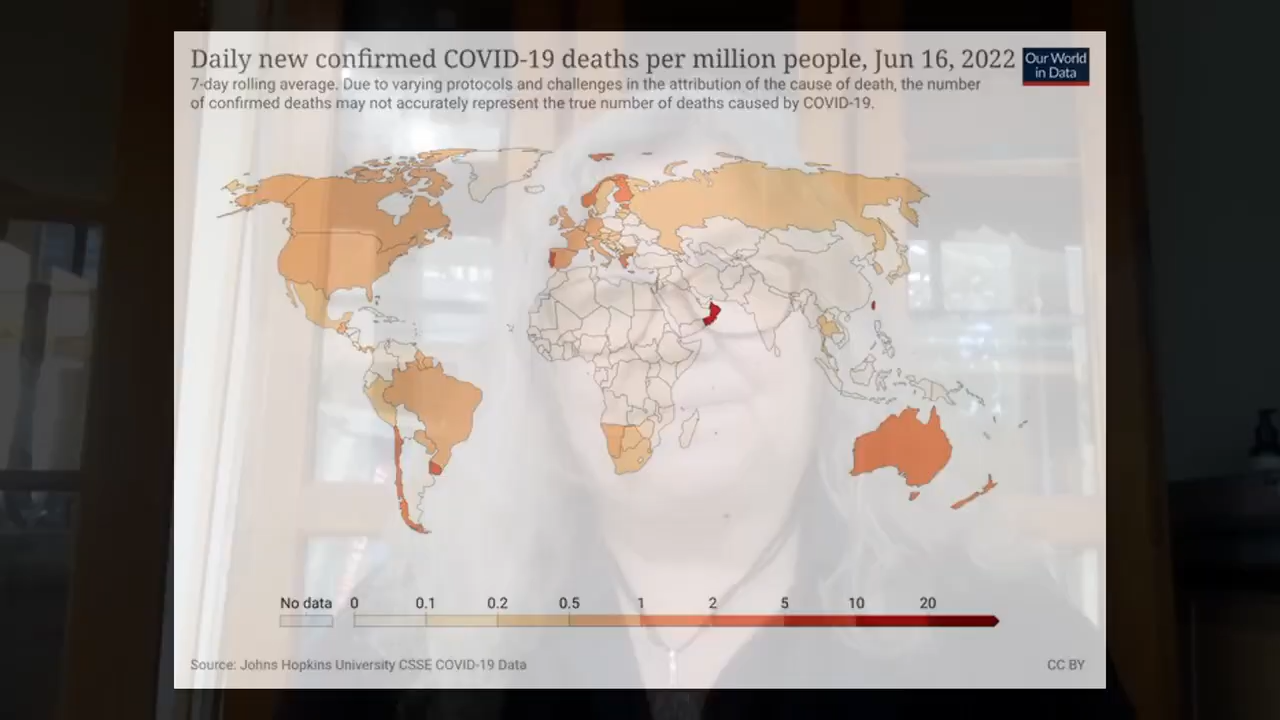 Daily new confirmed COVID-19 deaths per million people, Jun 16, 2022
Our World
in Data
7-day rolling average. Due to varying protocols and challenges in the attribution of the cause of death, the number
of confirmed deaths may not accurately represent the true number of deaths caused by COVID-19.
No data 0 0.1 0.2 0.5 1 2 5 10 20
Source: Johns Hopkins University CSSE COVID-19 Data
CC BY